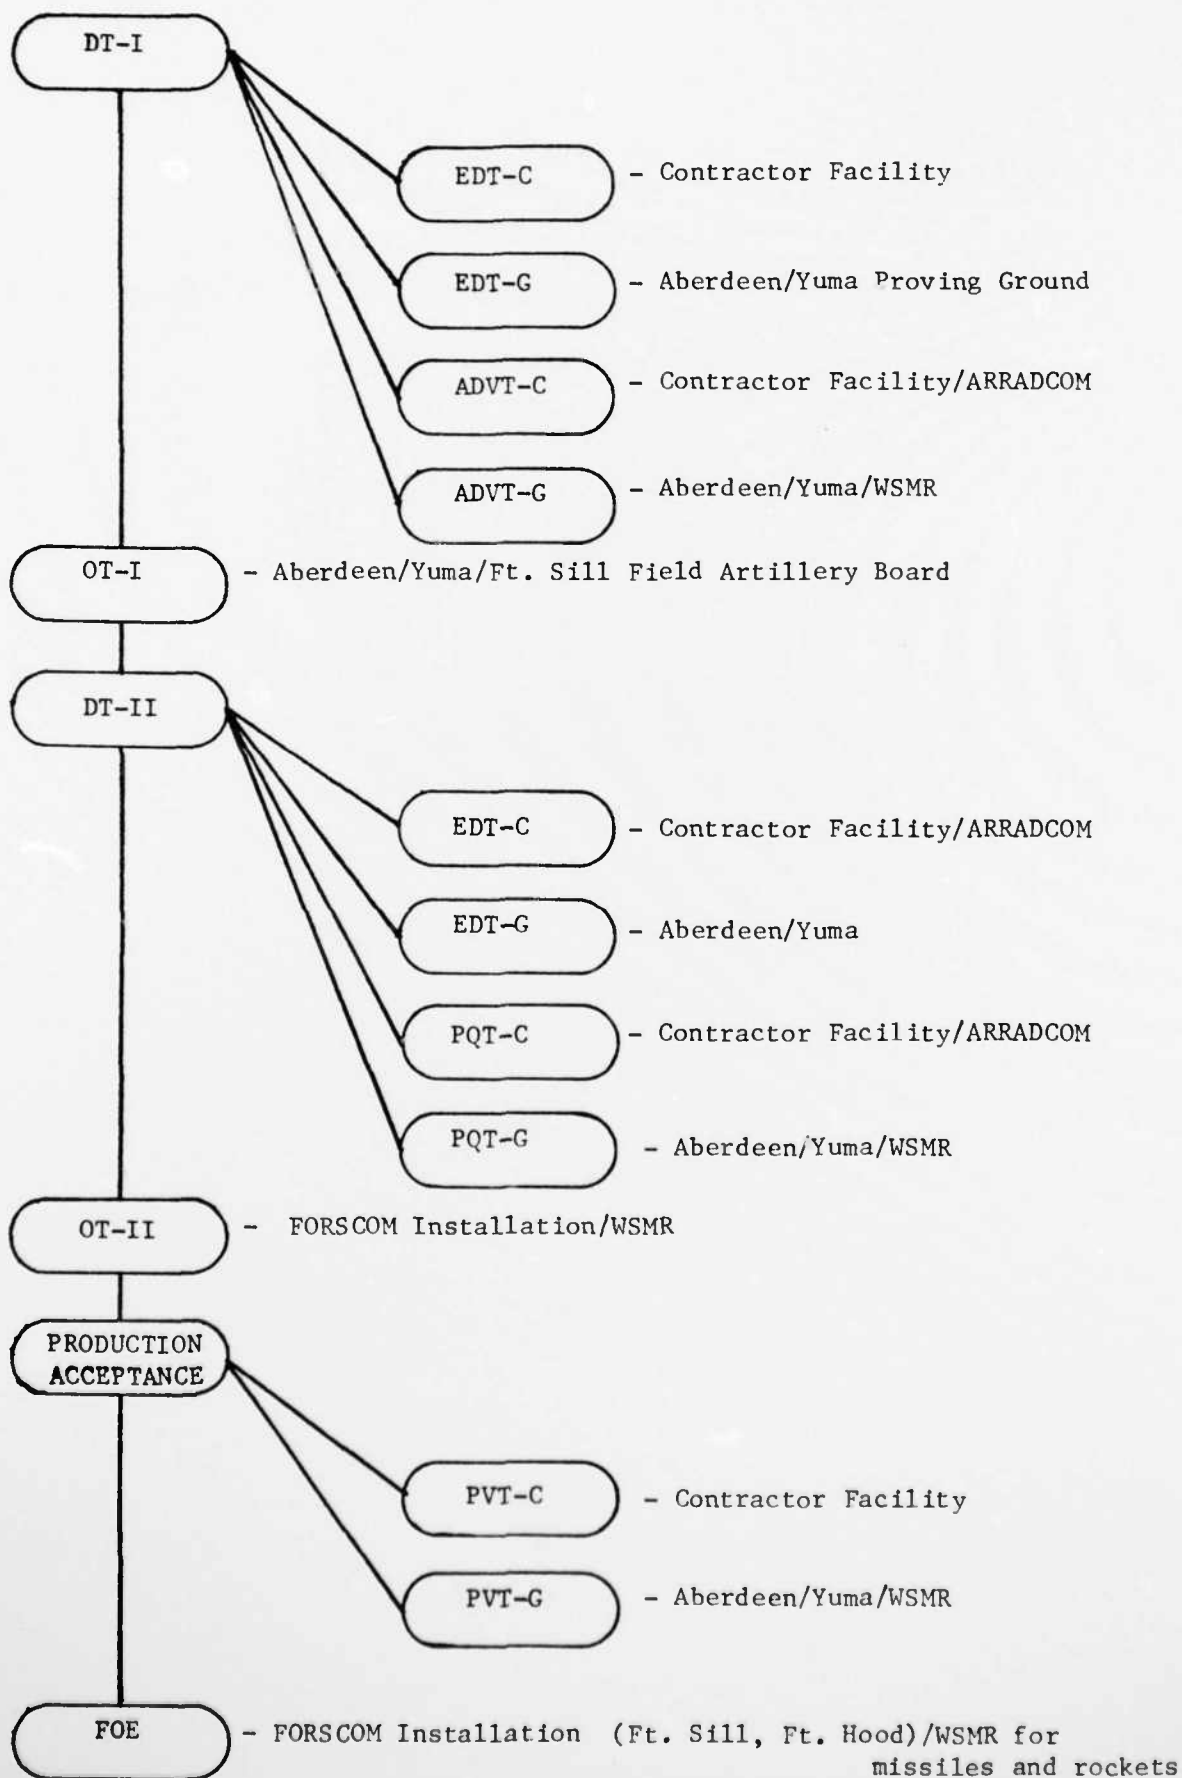 DT-I
EDT-C - Contractor Facility
EDT-G - Aberdeen/Yuma Proving Ground
ADVT-C - Contractor Facility/ARRADCOM
ADVT-G - Aberdeen/Yuma/WSMR
OT-I - Aberdeen/Yuma/Ft. Sill Field Artillery Board
DT-II
EDT-C - Contractor Facility/ARRADCOM
EDT-G - Aberdeen/Yuma
PQT-C - Contractor Facility/ARRADCOM
PQT-G - Aberdeen/Yuma/WSMR
OT-II - FORSCOM Installation/WSMR
PRODUCTION
ACCEPTANCE
PVT-C - Contractor Facility
PVT-G - Aberdeen/Yuma/WSMR
FOE - FORSCOM Installation (Ft. Sill, Ft. Hood)/WSMR for
missiles and rockets